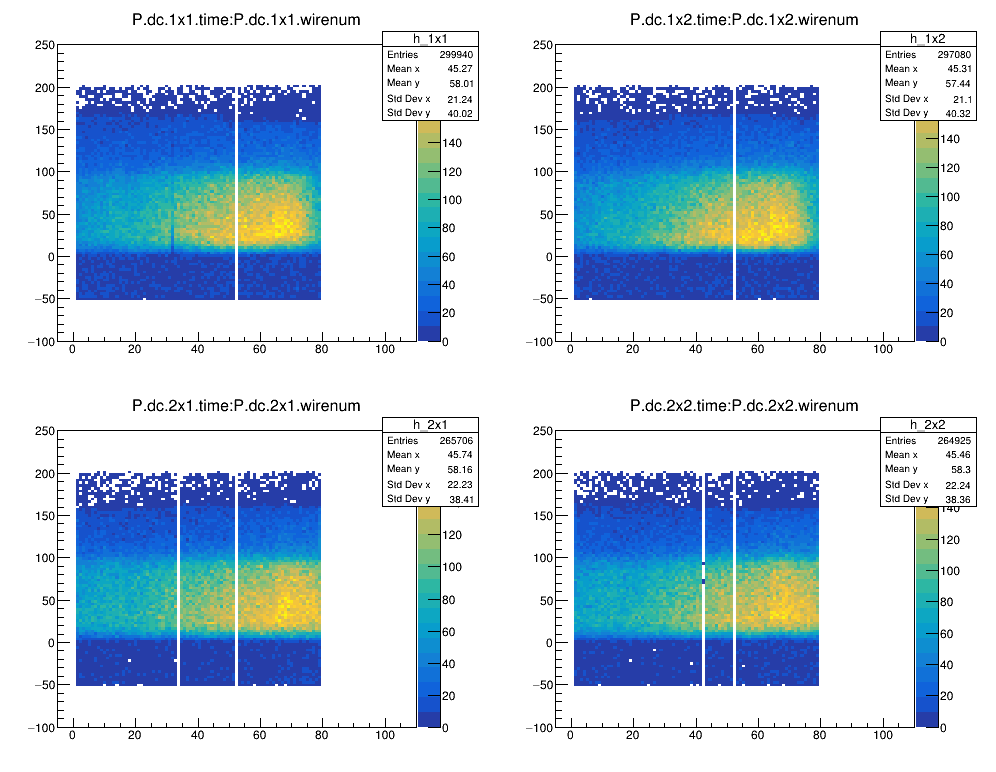 P.dc.1x1.time:P.dc.1x1.wirenum
h_1x1
Entries 299940
Mean x 45.27
Mean y 58.01
Std Dev x 21.24
Std Dev y 40.02
250
200
150
100
50
0
−50
−100
0 20 40 60 80 100
140
120
100
80
60
40
20
0
P.dc.1x2.time:P.dc.1x2.wirenum
h_1x2
Entries 297080
Mean x 45.31
Mean y 57.44
Std Dev x 21.1
Std Dev y 40.32
250
200
150
100
50
0
−50
−100
0 20 40 60 80 100
140
120
100
80
60
40
20
0
P.dc.2x1.time:P.dc.2x1.wirenum
h_2x1
Entries 265706
Mean x 45.74
Mean y 58.16
Std Dev x 22.23
Std Dev y 38.41
250
200
150
100
50
0
−50
−100
0 20 40 60 80 100
120
100
80
60
40
20
0
P.dc.2x2.time:P.dc.2x2.wirenum
h_2x2
Entries 264925
Mean x 45.46
Mean y 58.3
Std Dev x 22.24
Std Dev y 38.36
250
200
150
100
50
0
−50
−100
0 20 40 60 80 100
140
120
100
80
60
40
20
0